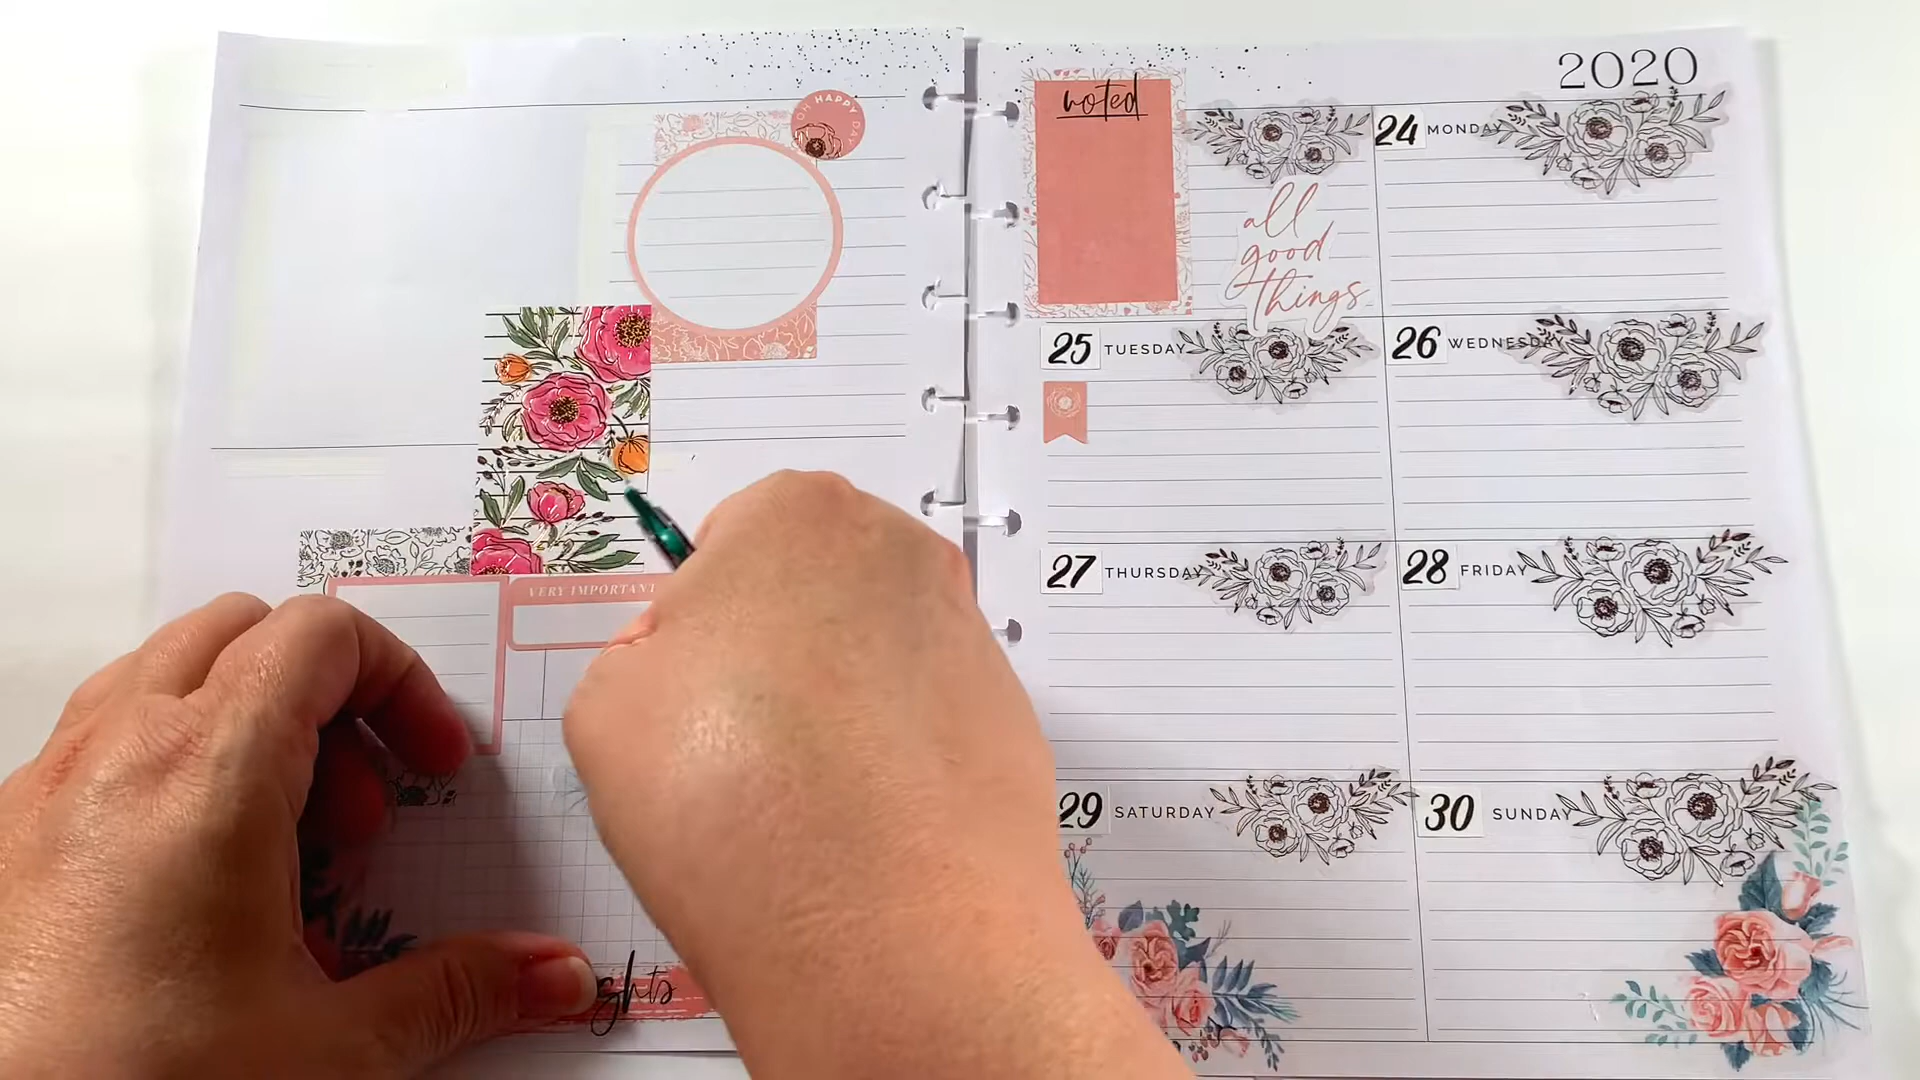 OH HAPPY DAY
VERY IMPORTANT
2020
noted
all
good
things
24 MONDAY
25 TUESDAY
26 WEDNESDAY
27 THURSDAY
28 FRIDAY
29 SATURDAY
30 SUNDAY